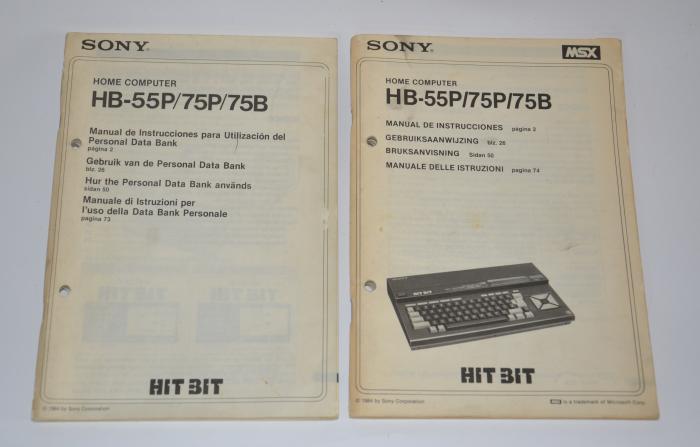 SONY®
HOME COMPUTER
HB-55P/75P/75B
Manual de Instrucciones para Utilización del
Personal Data Bank
página 2
Gebruik van de Personal Data Bank
blz. 26
Hur the Personal Data Bank används
sidan 50
Manuale di Istruzioni per
l'uso della Data Bank Personale
pagina 73
HIT BIT
© 1984 by Sony Corporation
SONY®
MSX
HOME COMPUTER
HB-55P/75P/75B
MANUAL DE INSTRUCCIONES página 2
GEBRUIKSAANWIJZING blz. 26
BRUKSANVISNING Sidan 50
MANUALE DELLE ISTRUZIONI pagina 74
SONY
HIT BIT
HIT BIT
© 1984 by Sony Corporation
MSX is a trademark of Microsoft Corp.